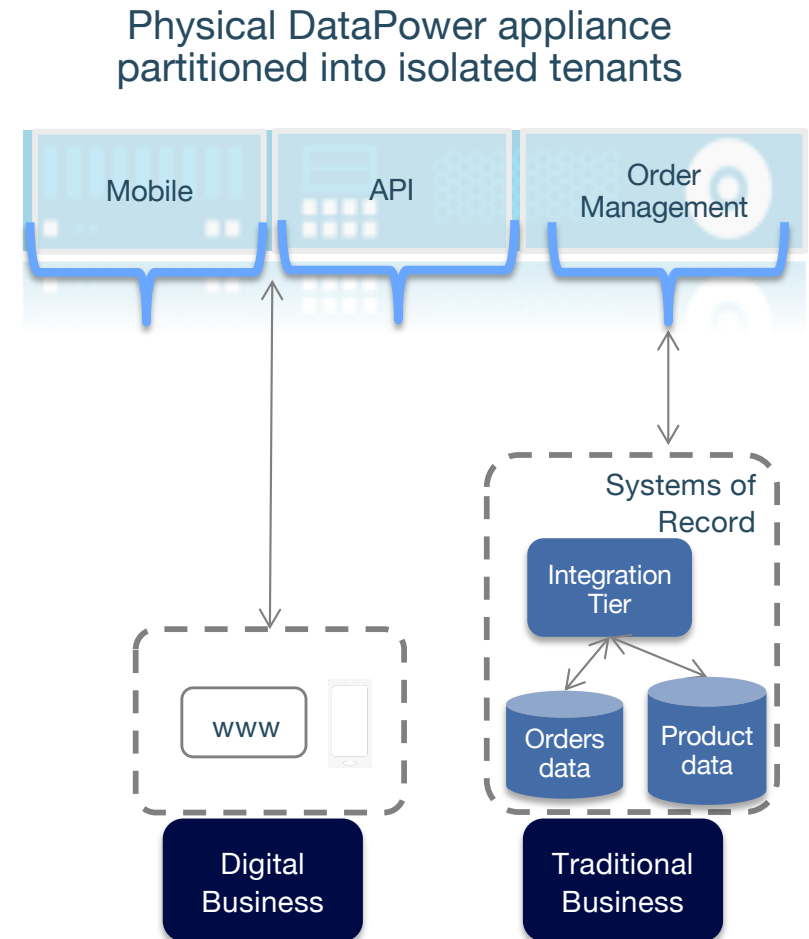 Physical DataPower appliance
partitioned into isolated tenants
Mobile
API
Order
Management
Systems of
Record
Integration
Tier
www
Orders
data
Product
data
Digital
Business
Traditional
Business